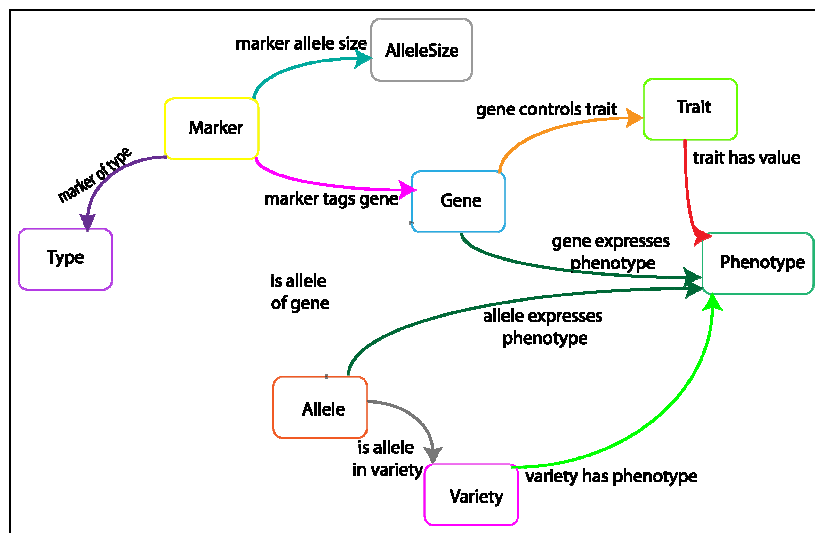 marker allele size
AlleleSize
Marker
gene controls trait
Trait
marker of type
marker tags gene
Gene
trait has value
Type
gene expresses
phenotype
Phenotype
Is allele
of gene
allele expresses
phenotype
Allele
is allele
in variety
variety has phenotype
Variety